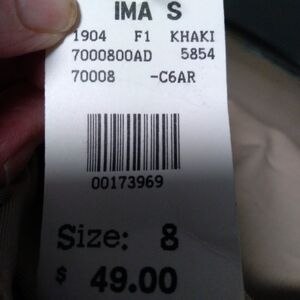 IMA S
1904 F1 KHAKI
7000800AD 5854
70008 -C6AR
00173969
Size: 8
$ 49.00